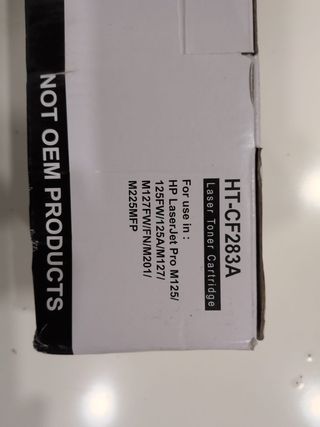 HT-CF283A
Laser Toner Cartridge
For use in :
HP LaserJet Pro M125/
125FW/125A/M127/
M127FW/FN/M201/
M225MFP
NOT OEM PRODUCTS